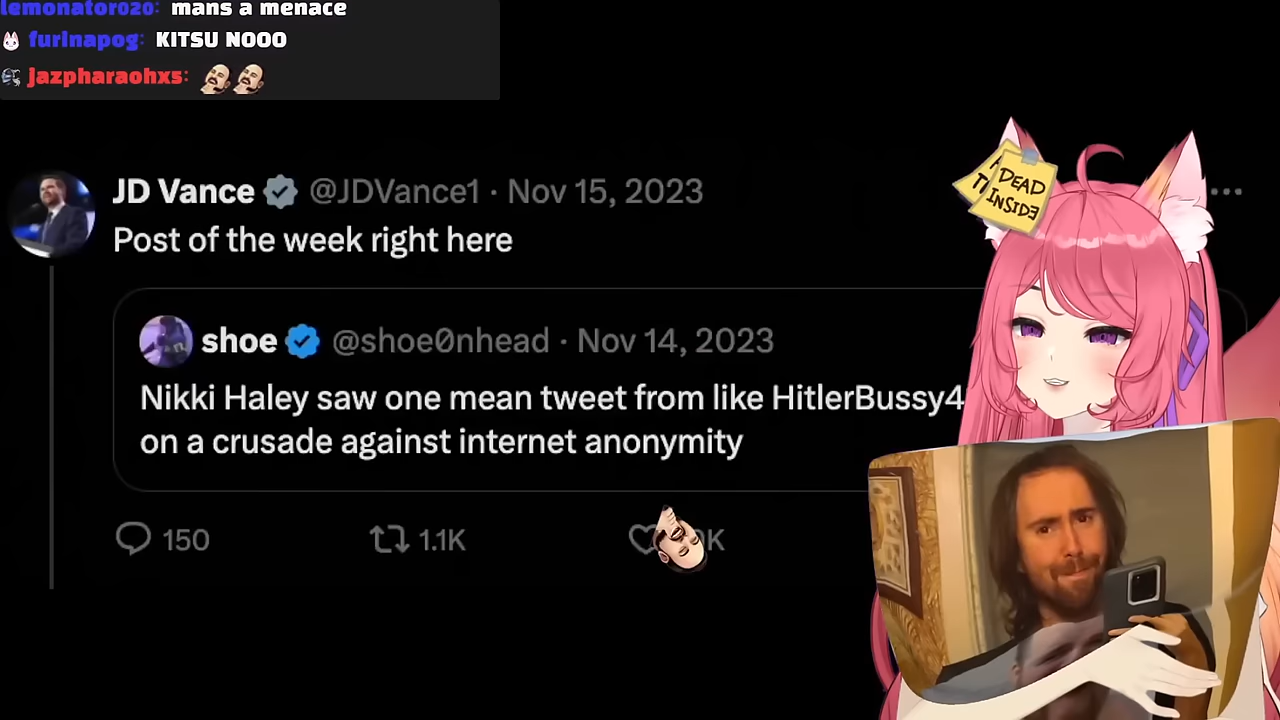 lemonator020: mans a menace
furinapog: KITSU NOOO
jazpharaohxs:
DEAD
INSIDE
JD Vance @JDVance1 · Nov 15, 2023
Post of the week right here
shoe @shoe0nhead · Nov 14, 2023
Nikki Haley saw one mean tweet from like HitlerBussy4
on a crusade against internet anonymity
150 1.1K K